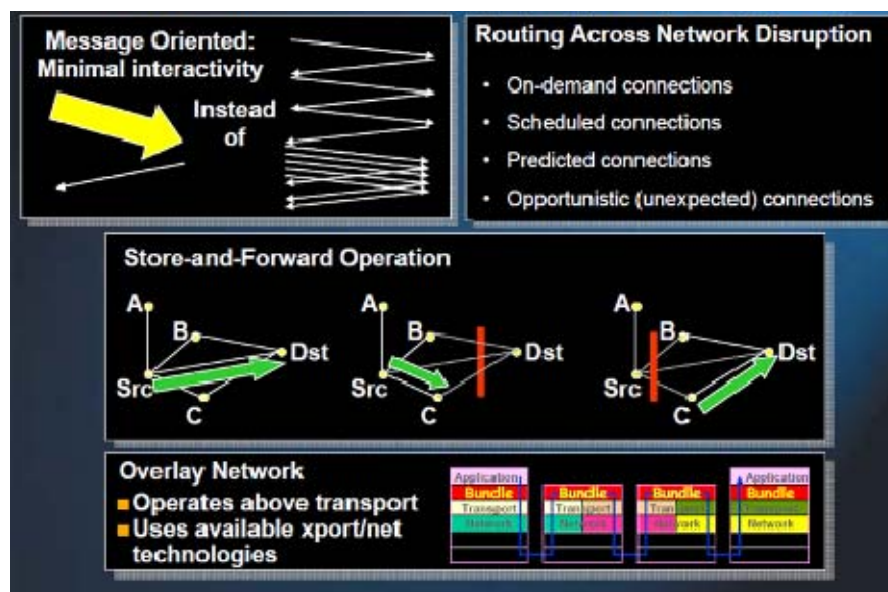 Message Oriented:
Minimal interactivity
Instead
of
Routing Across Network Disruption
• On-demand connections
• Scheduled connections
• Predicted connections
• Opportunistic (unexpected) connections
Store-and-Forward Operation
A
B
Dst
Src
C
A
B
Dst
Src
C
A
B
Dst
Src
C
Overlay Network
Operates above transport
Uses available xport/net
technologies
Application
Bundle
Transport
Network
Bundle
Transport
Network
Bundle
Network
Application
Bundle
Network